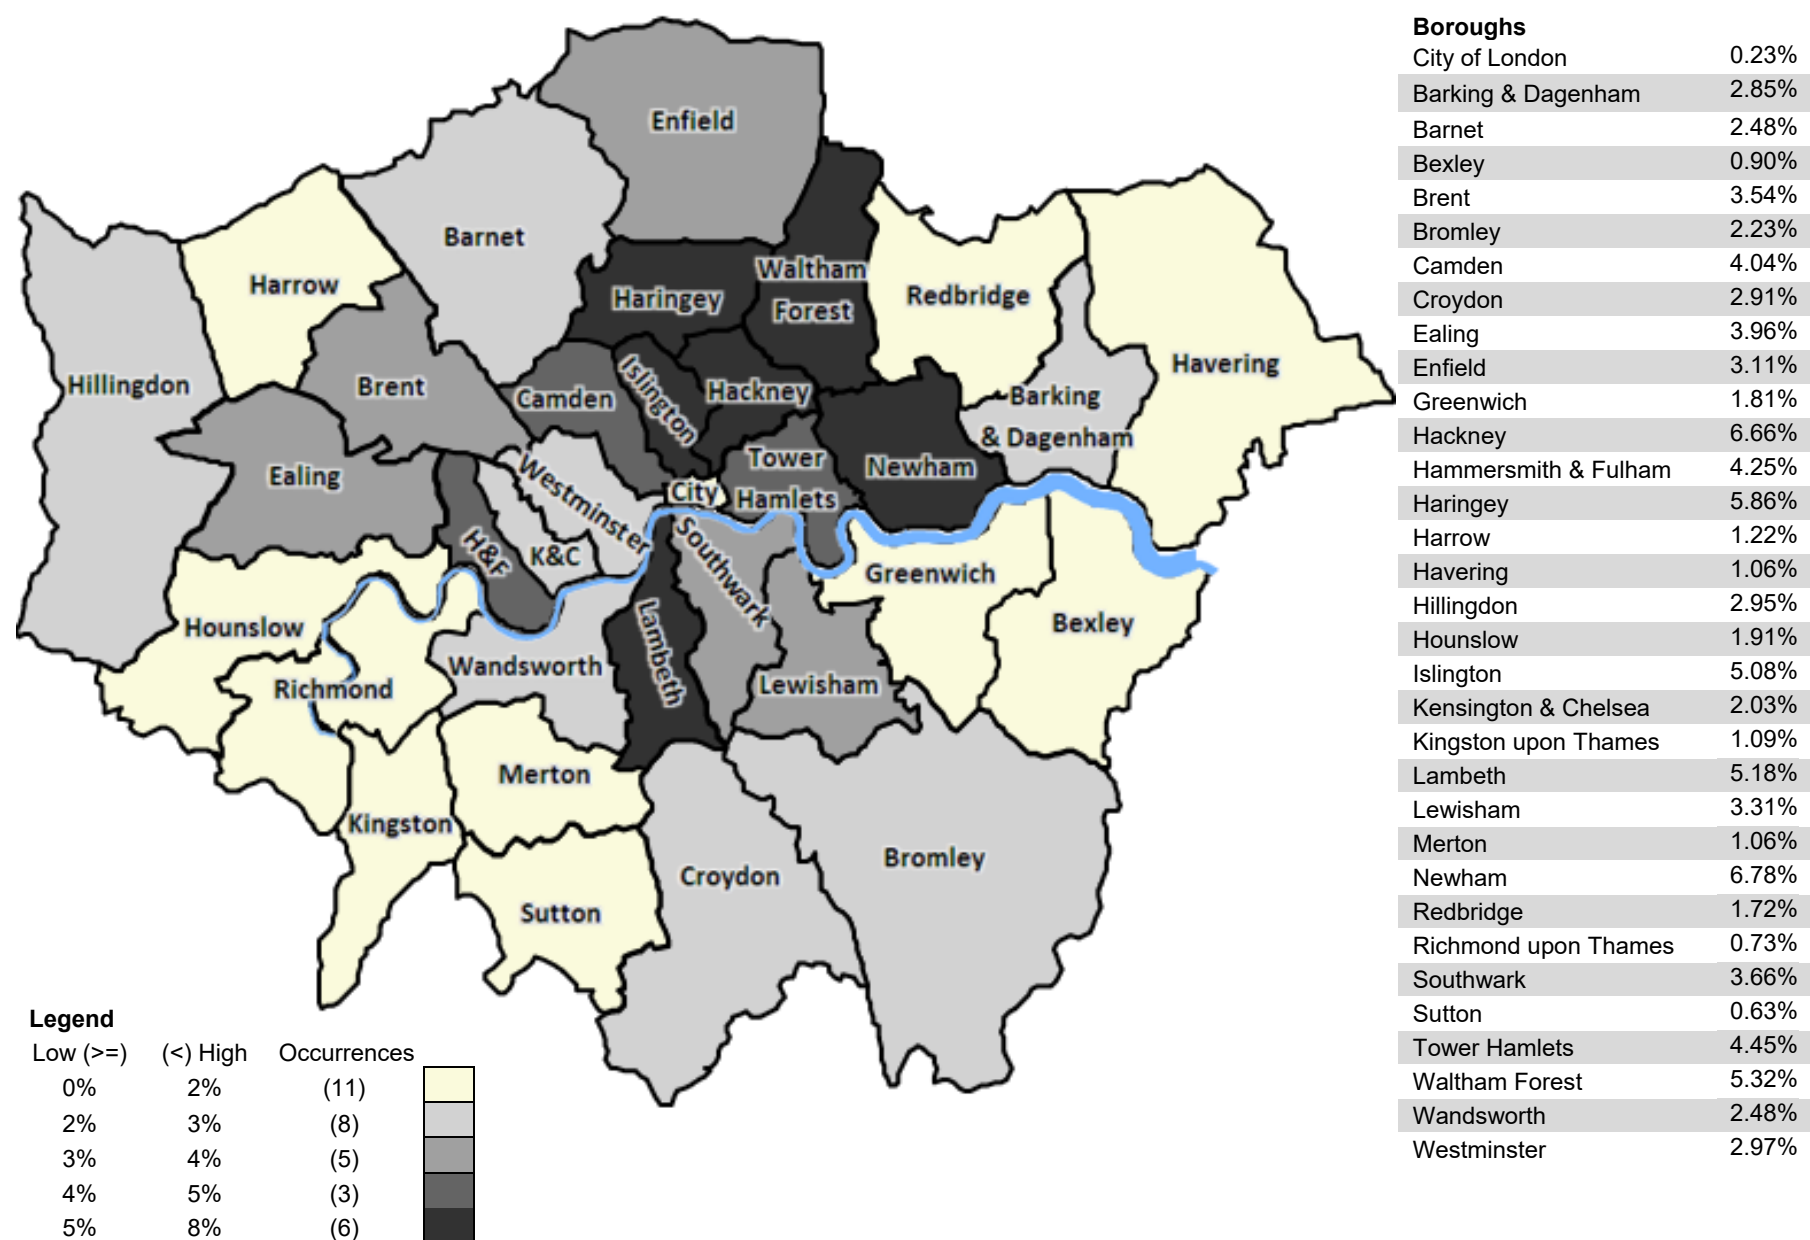 Enfield
Barnet
Harrow
Waltham
Forest
Haringey
Redbridge
Havering
Hillingdon
Brent
Camden
Islington
Hackney
Barking
& Dagenham
Ealing
Westminster
Tower
Hamlets
Newham
City
H&F
K&C
Southwark
Greenwich
Hounslow
Bexley
Richmond
Wandsworth
Lambeth
Lewisham
Merton
Kingston
Croydon
Bromley
Sutton
Legend
Low (>=) (<) High Occurrences
0% 2% (11)
2% 3% (8)
3% 4% (5)
4% 5% (3)
5% 8% (6)
Boroughs
City of London 0.23%
Barking & Dagenham 2.85%
Barnet 2.48%
Bexley 0.90%
Brent 3.54%
Bromley 2.23%
Camden 4.04%
Croydon 2.91%
Ealing 3.96%
Enfield 3.11%
Greenwich 1.81%
Hackney 6.66%
Hammersmith & Fulham 4.25%
Haringey 5.86%
Harrow 1.22%
Havering 1.06%
Hillingdon 2.95%
Hounslow 1.91%
Islington 5.08%
Kensington & Chelsea 2.03%
Kingston upon Thames 1.09%
Lambeth 5.18%
Lewisham 3.31%
Merton 1.06%
Newham 6.78%
Redbridge 1.72%
Richmond upon Thames 0.73%
Southwark 3.66%
Sutton 0.63%
Tower Hamlets 4.45%
Waltham Forest 5.32%
Wandsworth 2.48%
Westminster 2.97%